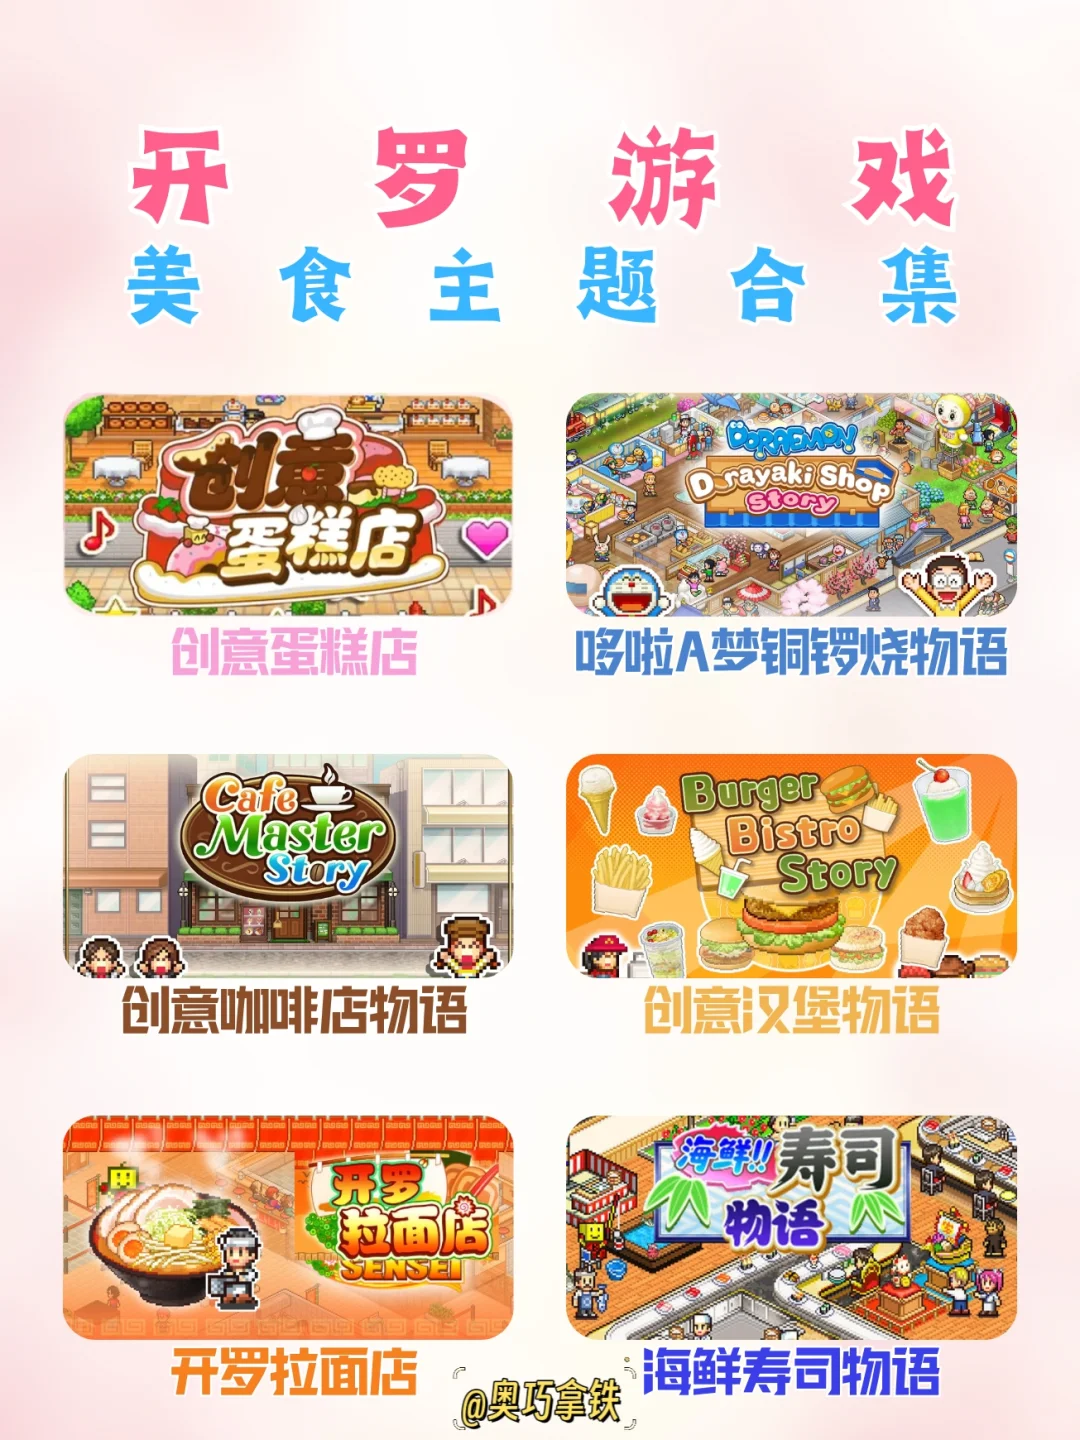 开罗游戏
美食主题合集
创意
蛋糕店
创意蛋糕店
DORAEMON
Dorayaki Shop
Story
哆啦A梦铜锣烧物语
Cafe
Master
Story
创意咖啡店物语
Burger
Bistro
Story
创意汉堡物语
开罗
拉面店
SENSEI
开罗拉面店
海鲜!!寿司
物语
海鲜寿司物语
@奥巧拿铁